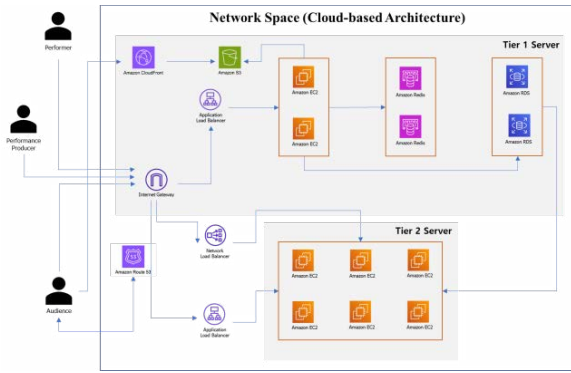 Network Space (Cloud-based Architecture)
Performer
Tier 1 Server
Amazon CloudFront
Amazon S3
Amazon EC2
Amazon Redis
Amazon RDS
Application
Load Balancer
Amazon EC2
Amazon Redis
Amazon RDS
Performance
Producer
Internet Gateway
Tier 2 Server
Network
Load Balancer
53
Amazon Route 53
Amazon EC2
Amazon EC2
Amazon EC2
Audience
Application
Load Balancer
Amazon EC2
Amazon EC2
Amazon EC2